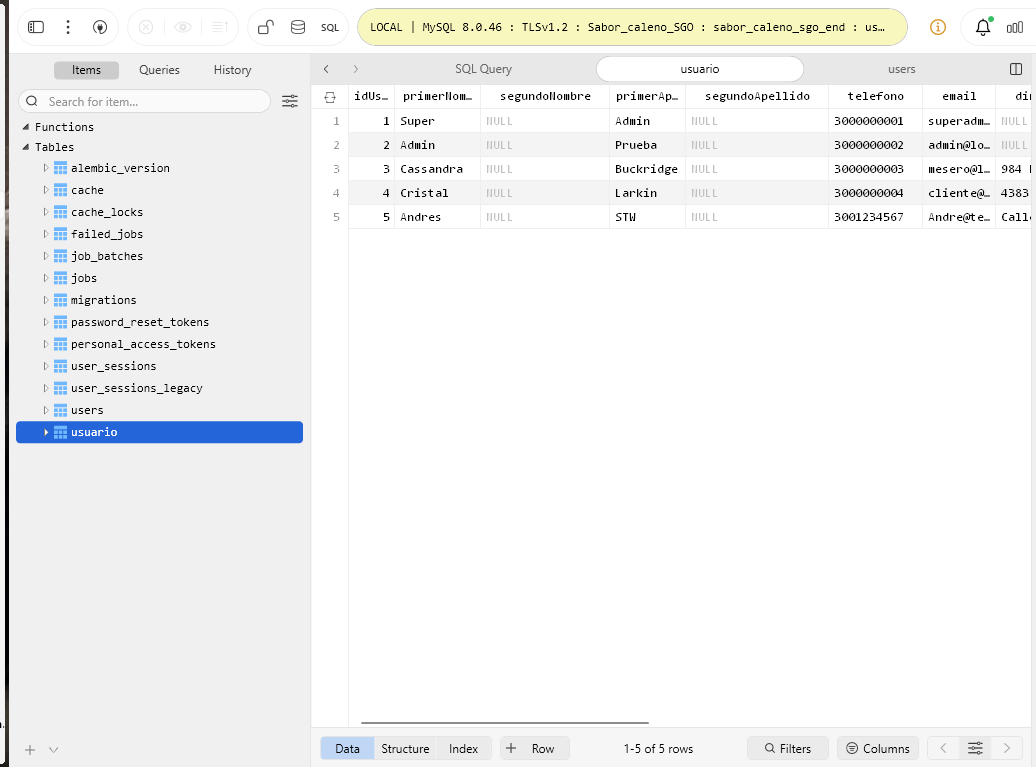 SQL LOCAL | MySQL 8.0.46 : TLSv1.2 : Sabor_caleno_SGO : sabor_caleno_sgo_end : us…
Items Queries History
SQL Query usuario users
Search for item...
Functions
Tables
alembic_version
cache
cache_locks
failed_jobs
job_batches
jobs
migrations
password_reset_tokens
personal_access_tokens
user_sessions
user_sessions_legacy
users
usuario
idUs… primerNom… segundoNombre primerAp… segundoApellido telefono email di
1 1 Super NULL Admin NULL 3000000001 superadm… NULL
2 2 Admin NULL Prueba NULL 3000000002 admin@lo… NULL
3 3 Cassandra NULL Buckridge NULL 3000000003 mesero@l… 984
4 4 Cristal NULL Larkin NULL 3000000004 cliente@… 4383
5 5 Andres NULL STW NULL 3001234567 Andre@te… Call
Data Structure Index + Row 1-5 of 5 rows Filters Columns